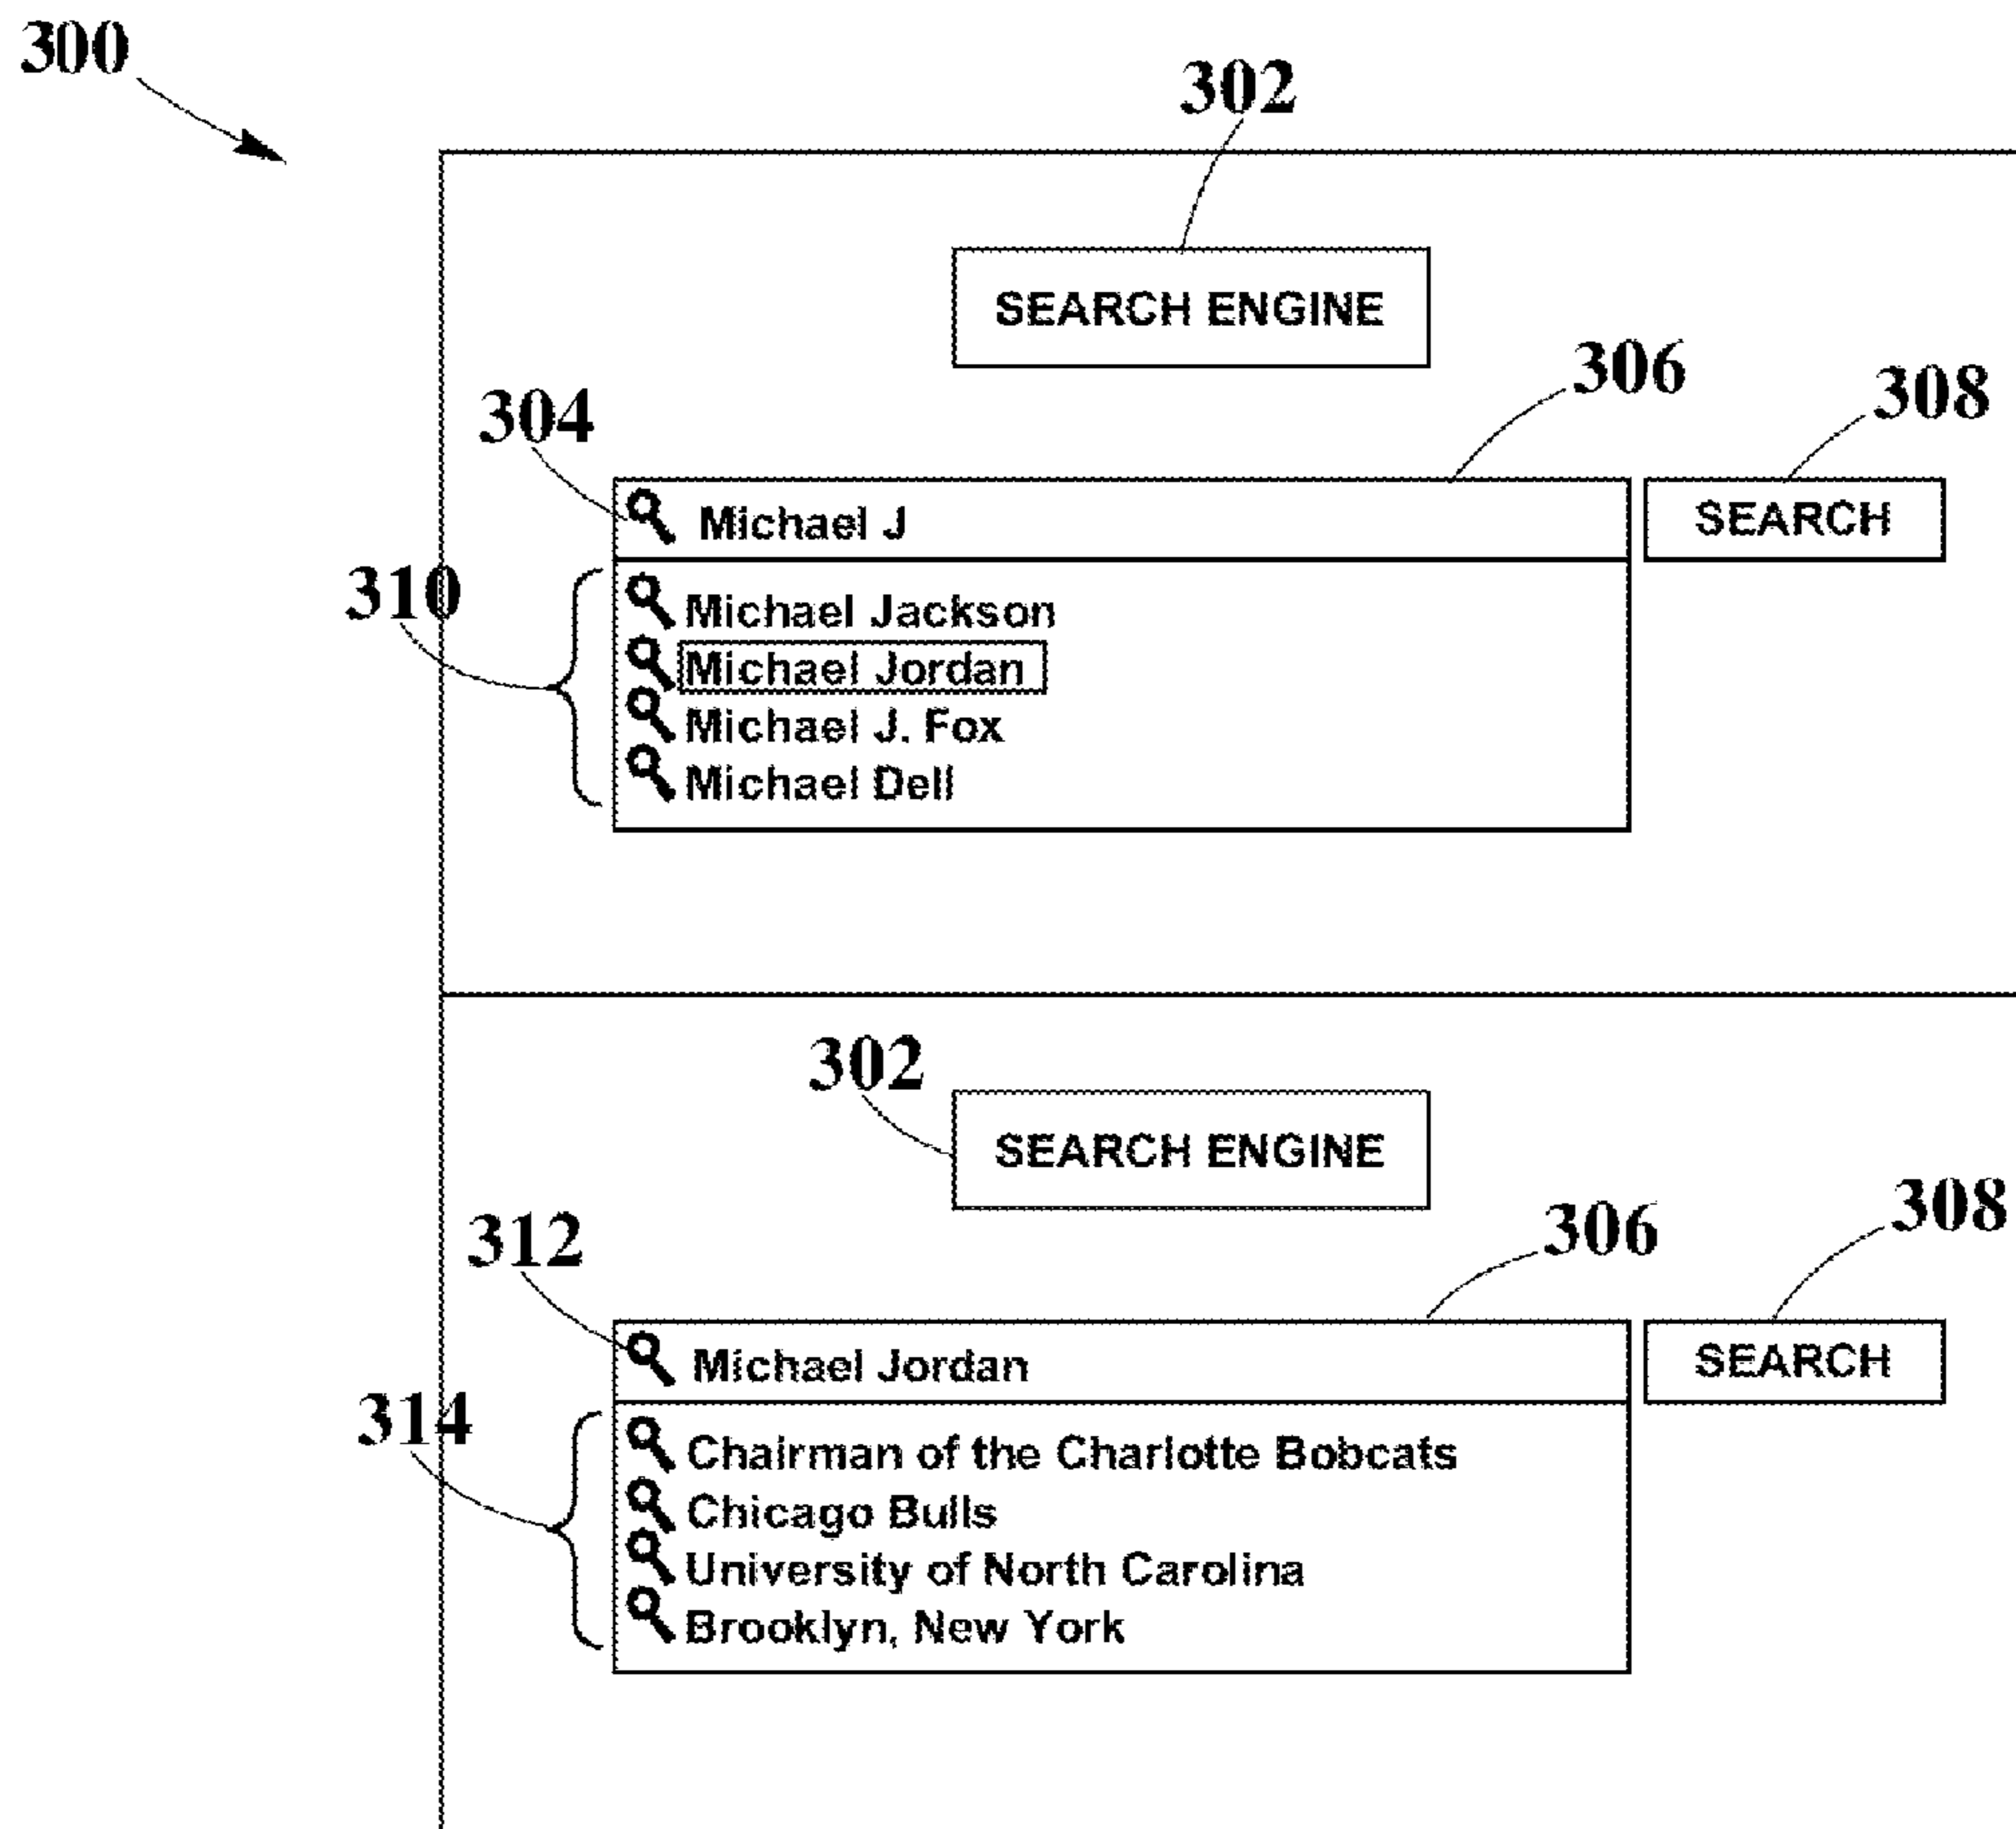 300
302
SEARCH ENGINE
306
308
304
Michael J
SEARCH
310
Michael Jackson
Michael Jordan
Michael J. Fox
Michael Dell
302
SEARCH ENGINE
308
306
312
Michael Jordan
SEARCH
314
Chairman of the Charlotte Bobcats
Chicago Bulls
University of North Carolina
Brooklyn, New York